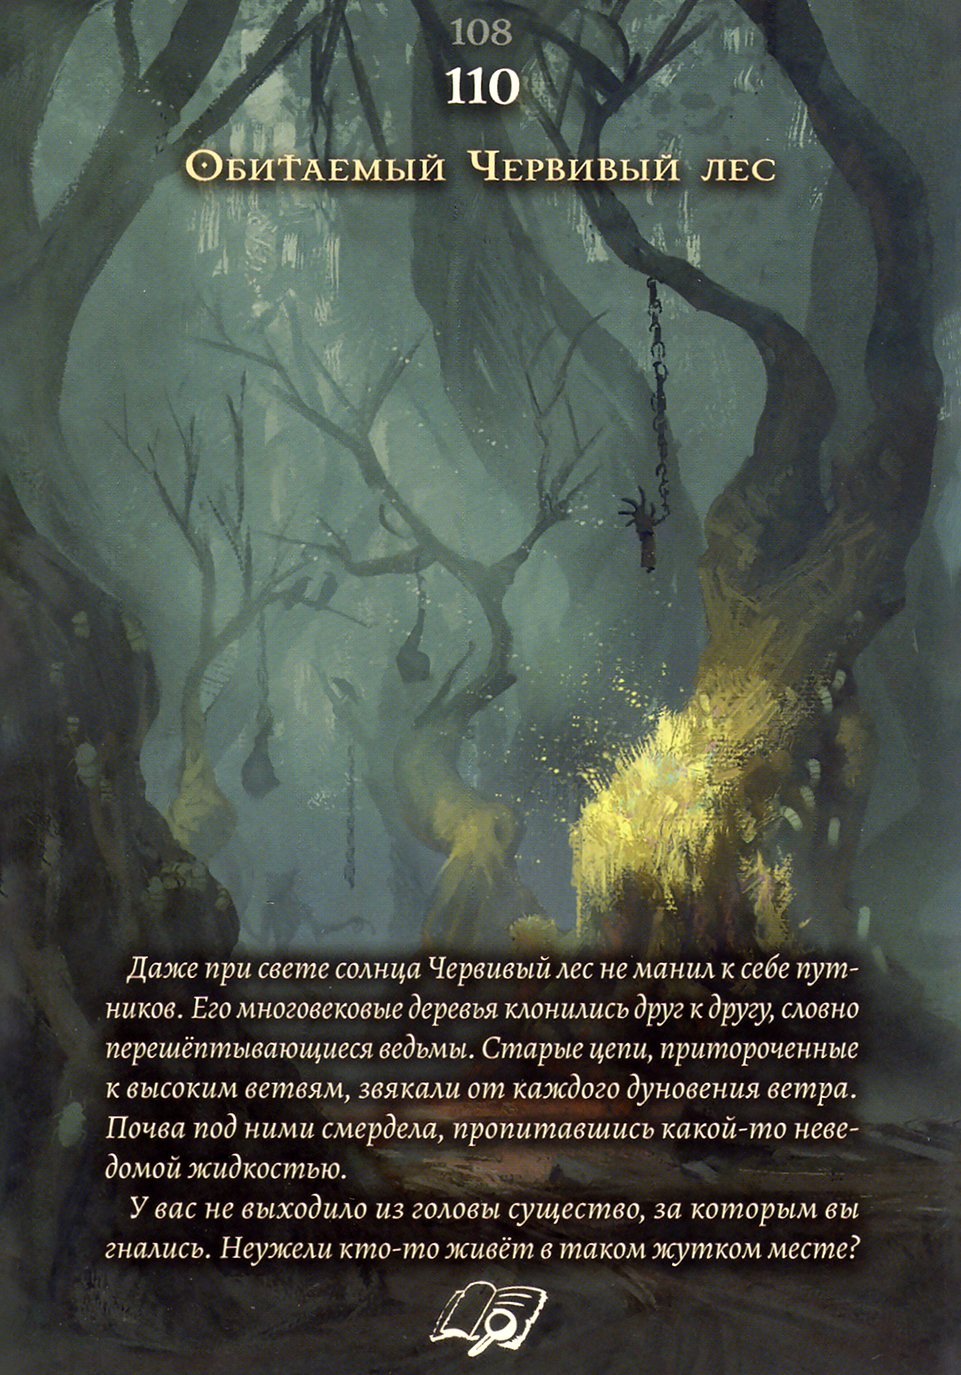 108
110
Обитаемый Червивый лес
Даже при свете солнца Червивый лес не манил к себе пут-
ников. Его многовековые деревья клонились друг к другу, словно
перешёптывающиеся ведьмы. Старые цепи, притороченные
к высоким ветвям, звякали от каждого дуновения ветра.
Почва под ними смердела, пропитавшись какой-то неве-
домой жидкостью.
У вас не выходило из головы существо, за которым вы
гнались. Неужели кто-то живёт в таком жутком месте?